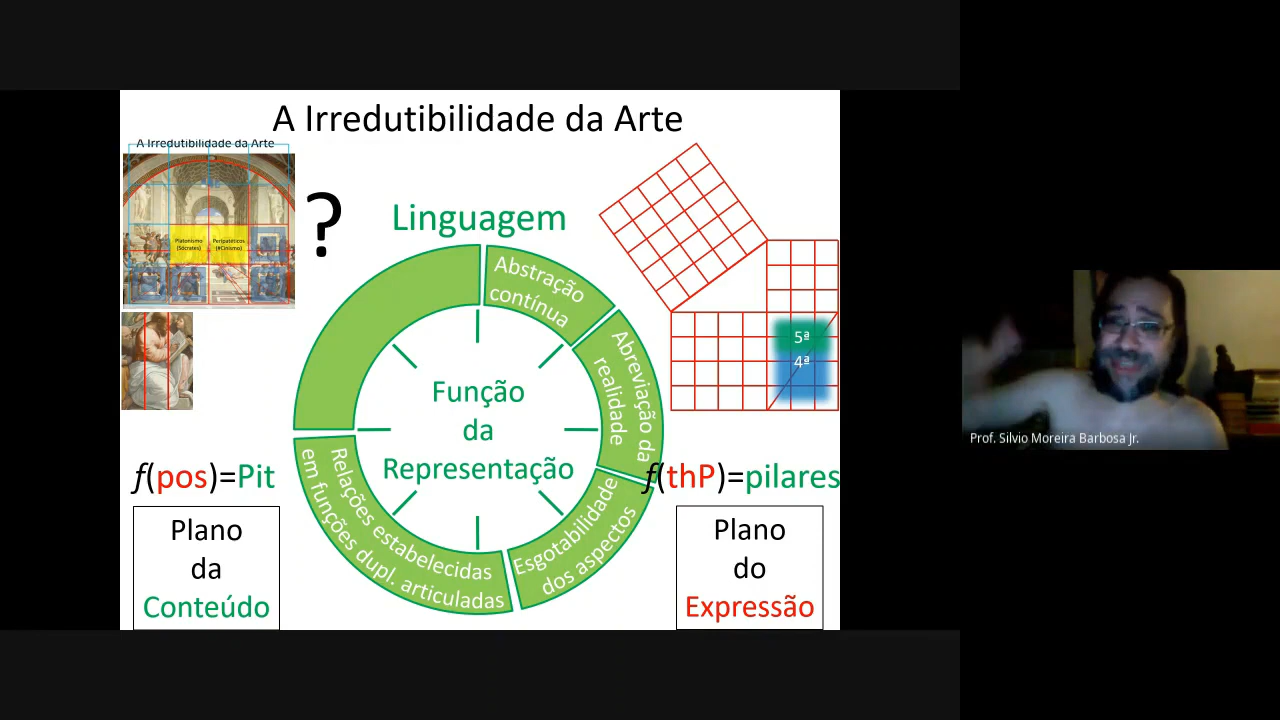 A Irredutibilidade da Arte
A Irredutibilidade da Arte
Platonismo
(Sócrates)
Peripatéticos
(#Cinismo)
?
Linguagem
Abstração
contínua
Abreviação da
realidade
Esgotabilidade
dos aspectos
Relações estabelecidas
em funções dupl. articuladas
Função
da
Representação
5ª
4ª
f(pos)=Pit
f(thP)=pilares
Plano
da
Conteúdo
Plano
do
Expressão
Prof. Silvio Moreira Barbosa Jr.